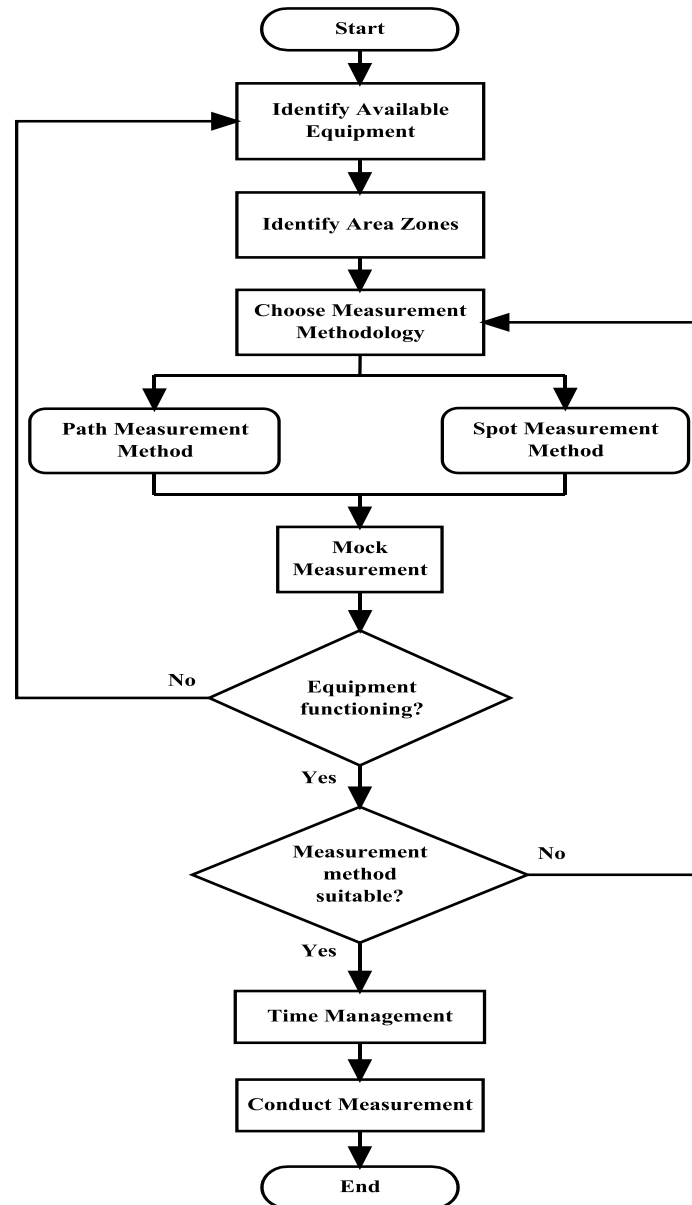 Start
Identify Available
Equipment
Identify Area Zones
Choose Measurement
Methodology
Path Measurement
Method
Spot Measurement
Method
Mock
Measurement
No
Equipment
functioning?
Yes
Measurement
method
suitable?
No
Yes
Time Management
Conduct Measurement
End